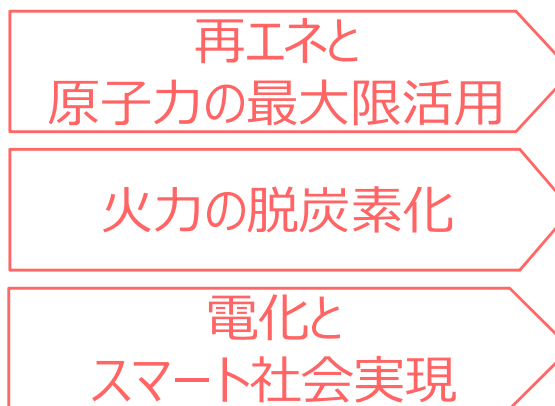 再エネと
原子力の最大限活用
火力の脱炭素化
電化と
スマート社会実現